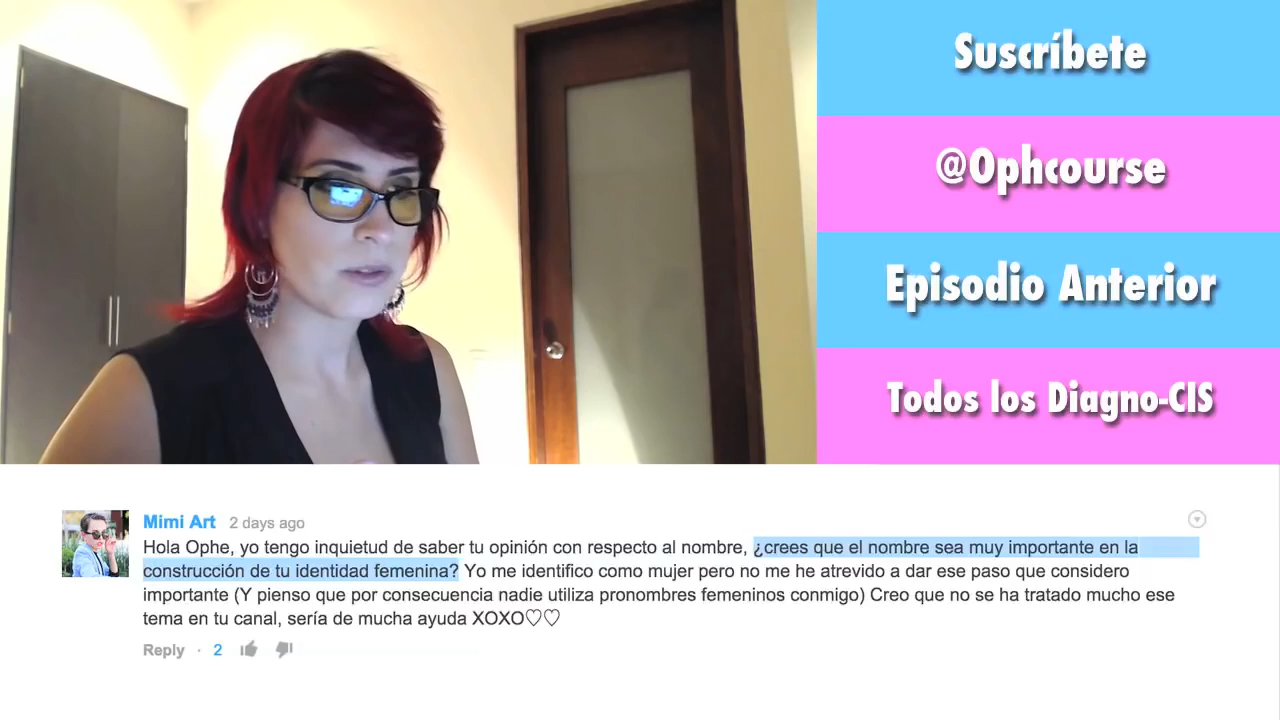 Suscríbete
@Ophcourse
Episodio Anterior
Todos los Diagno-CIS
Mimi Art 2 days ago
Hola Ophe, yo tengo inquietud de saber tu opinión con respecto al nombre, ¿crees que el nombre sea muy importante en la
construcción de tu identidad femenina? Yo me identifico como mujer pero no me he atrevido a dar ese paso que considero
importante (Y pienso que por consecuencia nadie utiliza pronombres femeninos conmigo) Creo que no se ha tratado mucho ese
tema en tu canal, sería de mucha ayuda XOXO♡♡
Reply · 2